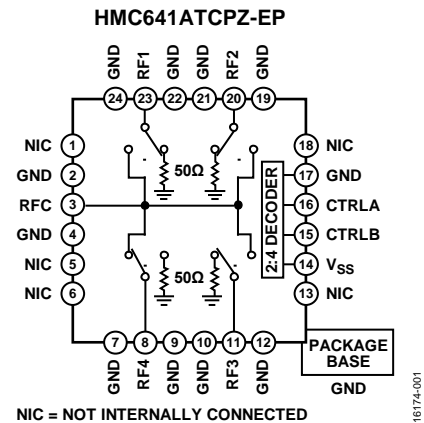 HMC641ATCPZ-EP
GND RF1 GND GND RF2 GND
24 23 22 21 20 19
NIC 1
GND 2
RFC 3
GND 4
NIC 5
NIC 6
50Ω
50Ω
2:4 DECODER
18 NIC
17 GND
16 CTRLA
15 CTRLB
14 VSS
13 NIC
7 8 9 10 11 12
GND RF4 GND GND RF3 GND
PACKAGE
BASE
GND
NIC = NOT INTERNALLY CONNECTED
16174-001